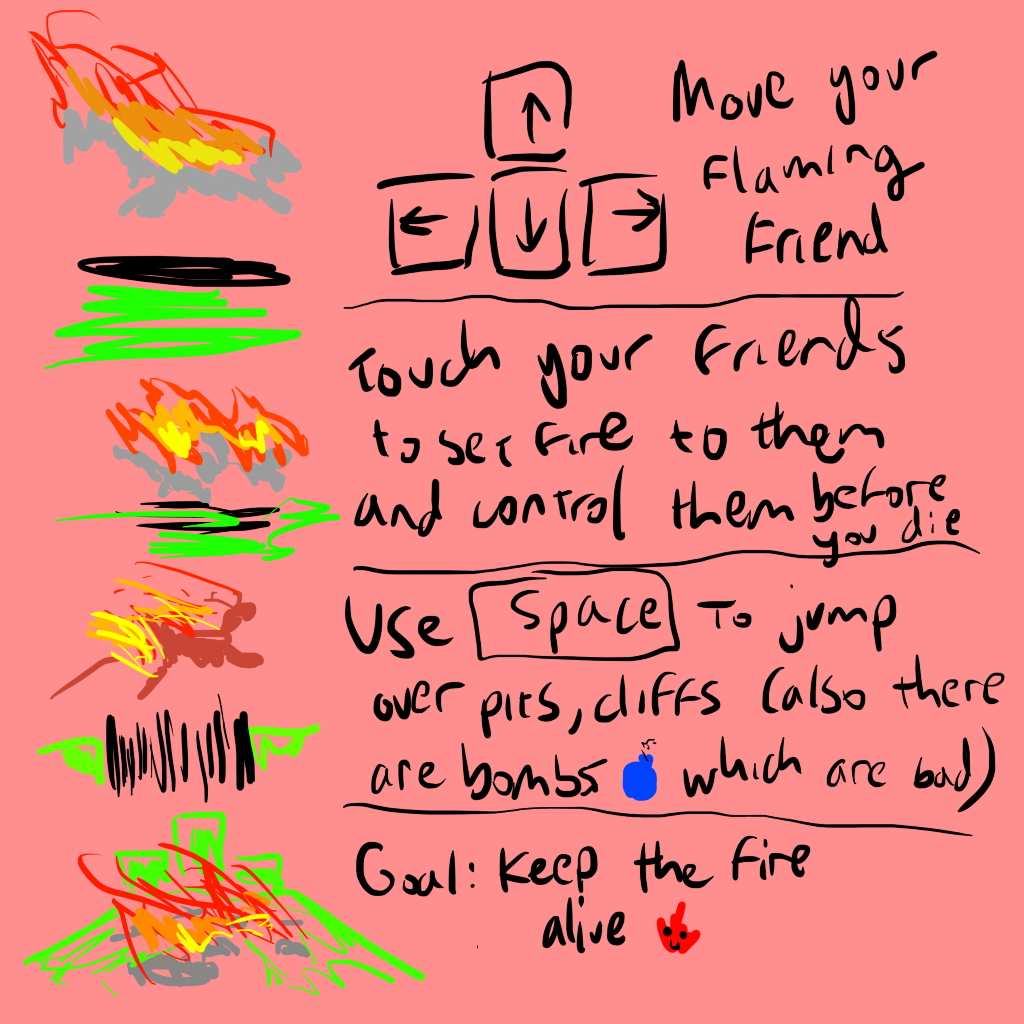 Move your
Flaming
Friend
Touch your Friends
to set Fire to them
and control them before
you die
Use Space To jump
over pits, cliffs (also there
are bombs which are bad)
Goal: Keep the Fire
alive